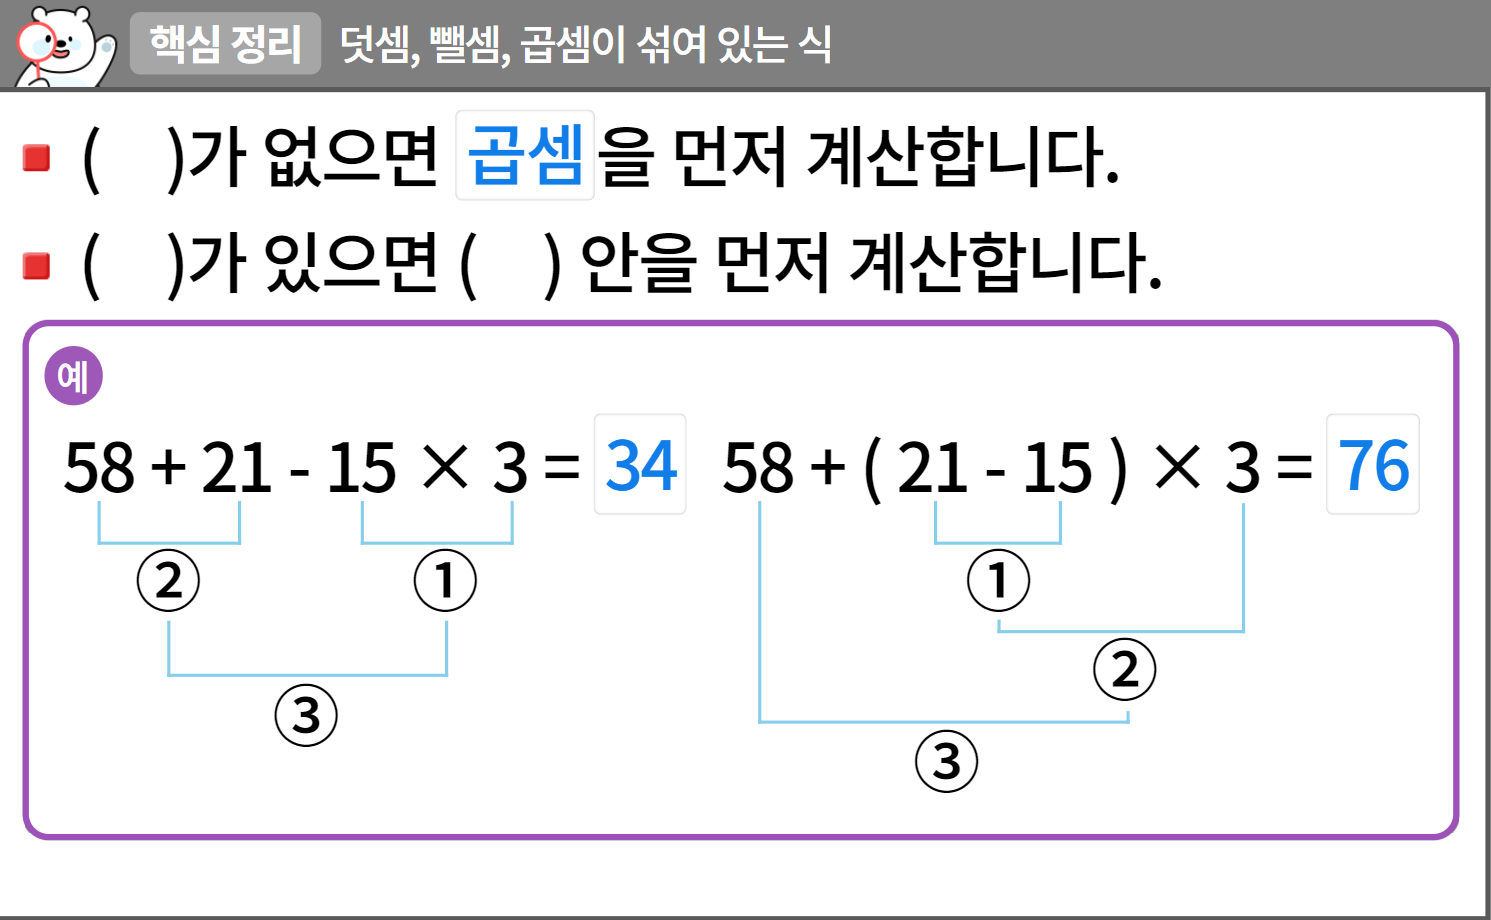 핵심 정리 덧셈, 뺄셈, 곱셈이 섞여 있는 식
( )가 없으면 곱셈을 먼저 계산합니다.
( )가 있으면 ( ) 안을 먼저 계산합니다.
예
58 + 21 - 15 × 3 = 34 58 + ( 21 - 15 ) × 3 = 76
② ① ①
②
③
③